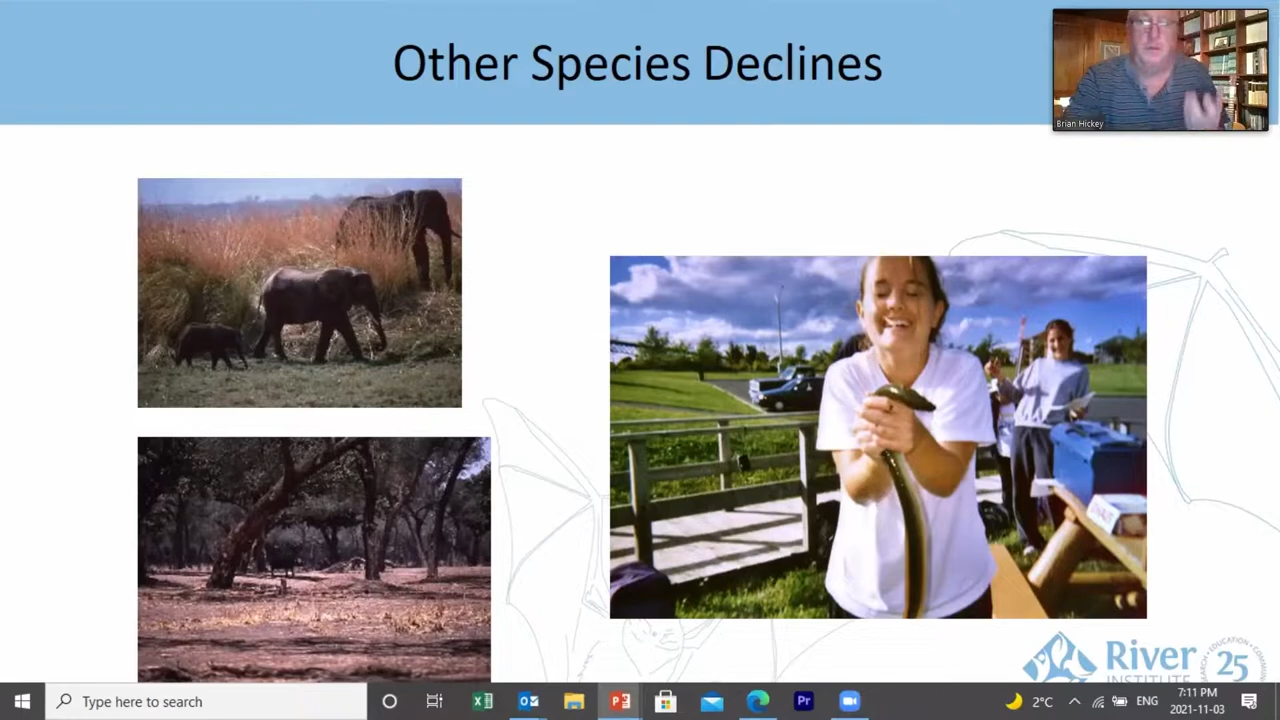 Other Species Declines
Brian Hickey
River
INSTITUTE
25
Type here to search
2°C
ENG
7:11 PM
2021-11-03